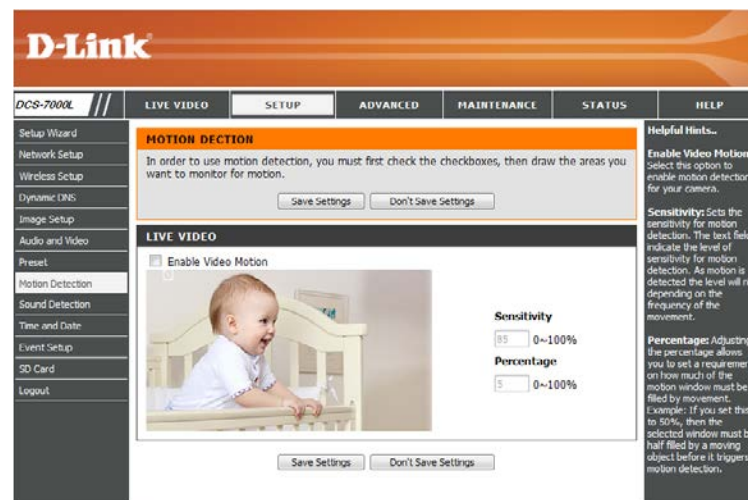 D-Link
DCS-7000L
LIVE VIDEO
SETUP
ADVANCED
MAINTENANCE
STATUS
HELP
Setup Wizard
Network Setup
Wireless Setup
Dynamic DNS
Image Setup
Audio and Video
Preset
Motion Detection
Sound Detection
Time and Date
Event Setup
SD Card
Logout
MOTION DECTION
In order to use motion detection, you must first check the checkboxes, then draw the areas you
want to monitor for motion.
Save Settings
Don't Save Settings
LIVE VIDEO
Enable Video Motion
Sensitivity
85 0~100%
Percentage
5 0~100%
Save Settings
Don't Save Settings
Helpful Hints..
Enable Video Motion
Select this option to
enable motion detection
for your camera.
Sensitivity: Sets the
sensitivity for motion
detection. The text
indicate the level of
sensitivity for motion
detection. As motion is
detected the level will
depending on the
frequency of the
movement.
Percentage: Adjusting
the percentage allows
you to set a
on how much of the
motion window must be
filled by movement.
Example: If you set this
to 50%, then the
selected window must
half filled by a moving
object before it triggers
motion detection.